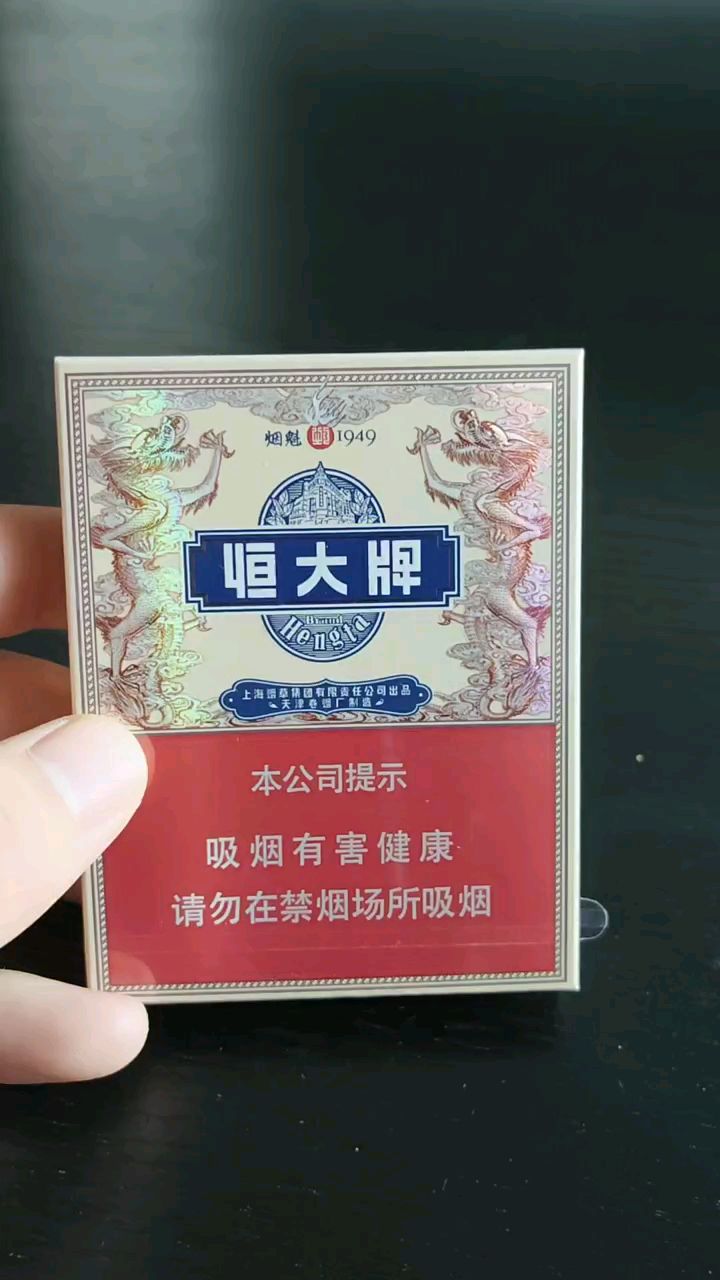 烟魁 1949
恒大牌
Brand
Hengda
上海烟草集团有限责任公司出品
天津卷烟厂制造
本公司提示
吸烟有害健康
请勿在禁烟场所吸烟